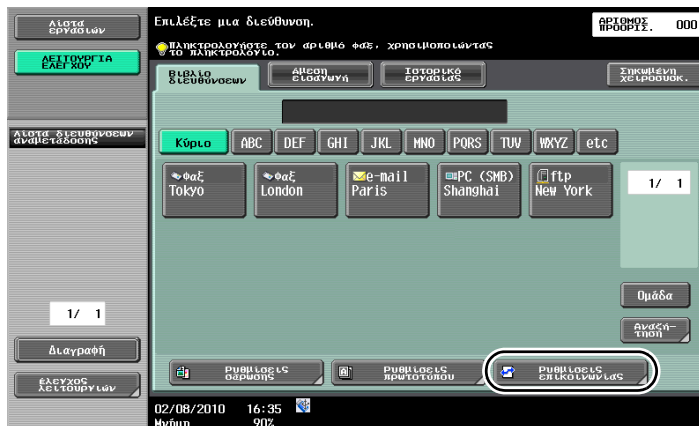 Λίστα
εργασιών
ΛΕΙΤΟΥΡΓΙΑ
ΕΛΕΓΧΟΥ
Λίστα διευθύνσεων
αναμετάδοσης
1/ 1
Διαγραφή
Έλεγχος
λειτουργιών
Επιλέξτε μια διεύθυνση.
Πληκτρολογήστε τον αριθμό φαξ, χρησιμοποιώντας
το πληκτρολόγιο.
ΑΡΙΘΜΟΣ
ΠΡΟΟΡΙΣ. 000
Βιβλίο
διευθύνσεων
Άμεση
εισαγωγή
Ιστορικό
εργασίας
Σηκωμένη
χειροσυσκ.
Κύριο ABC DEF GHI JKL MNO PQRS TUV WXYZ etc
Φαξ
Tokyo
Φαξ
London
e-mail
Paris
PC (SMB)
Shanghai
ftp
New York
1/ 1
Ομάδα
Αναζή-
τηση
Ρυθμίσεις
σάρωσης
Ρυθμίσεις
πρωτοτύπου
Ρυθμίσεις
επικοινωνίας
02/08/2010 16:35
Μνήμη 90%